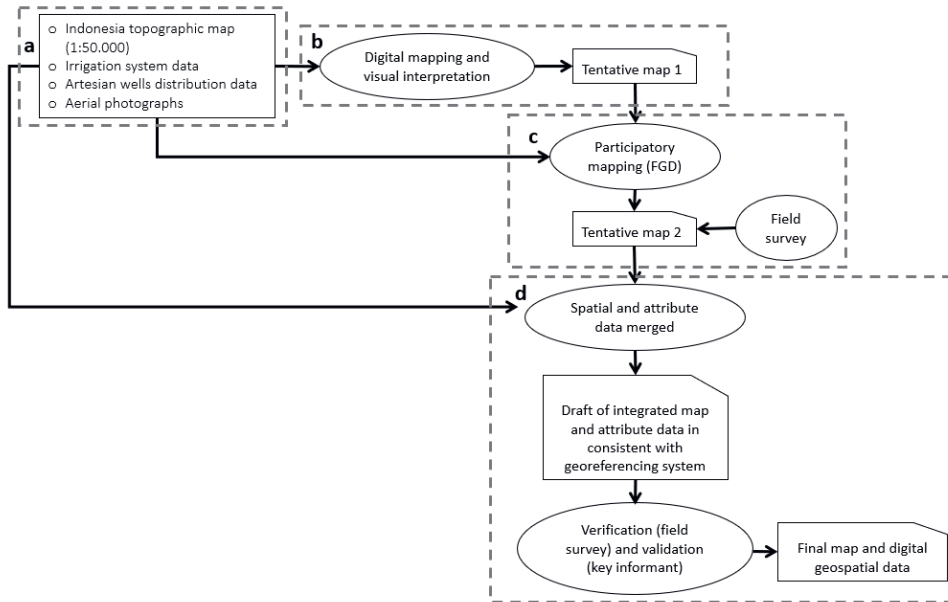 a
○ Indonesia topographic map
(1:50.000)
○ Irrigation system data
○ Artesian wells distribution data
○ Aerial photographs
b
Digital mapping and
visual interpretation
Tentative map 1
c
Participatory
mapping (FGD)
Tentative map 2
Field
survey
d
Spatial and attribute
data merged
Draft of integrated map
and attribute data in
consistent with
georeferencing system
Verification (field
survey) and validation
(key informant)
Final map and digital
geospatial data